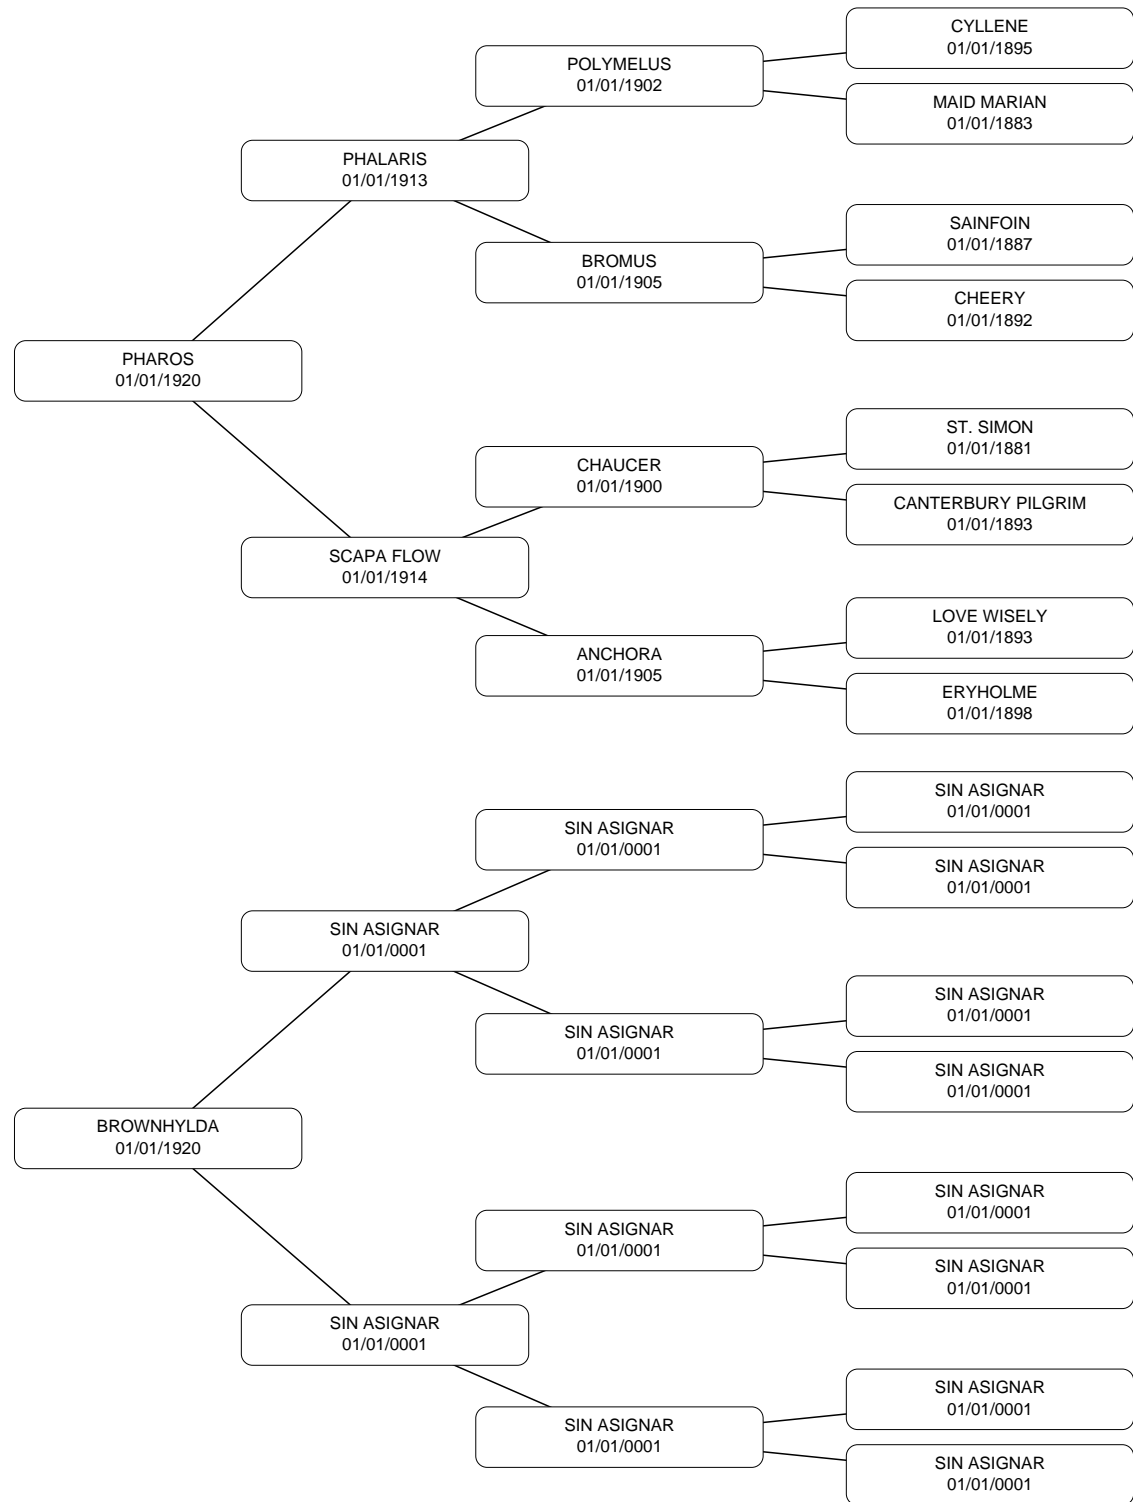 CYLLENE
01/01/1895
POLYMELUS
01/01/1902
MAID MARIAN
01/01/1883
PHALARIS
01/01/1913
SAINFOIN
01/01/1887
BROMUS
01/01/1905
CHEERY
01/01/1892
PHAROS
01/01/1920
ST. SIMON
01/01/1881
CHAUCER
01/01/1900
CANTERBURY PILGRIM
01/01/1893
SCAPA FLOW
01/01/1914
LOVE WISELY
01/01/1893
ANCHORA
01/01/1905
ERYHOLME
01/01/1898
SIN ASIGNAR
01/01/0001
SIN ASIGNAR
01/01/0001
SIN ASIGNAR
01/01/0001
SIN ASIGNAR
01/01/0001
SIN ASIGNAR
01/01/0001
SIN ASIGNAR
01/01/0001
SIN ASIGNAR
01/01/0001
BROWNHYLDA
01/01/1920
SIN ASIGNAR
01/01/0001
SIN ASIGNAR
01/01/0001
SIN ASIGNAR
01/01/0001
SIN ASIGNAR
01/01/0001
SIN ASIGNAR
01/01/0001
SIN ASIGNAR
01/01/0001
SIN ASIGNAR
01/01/0001